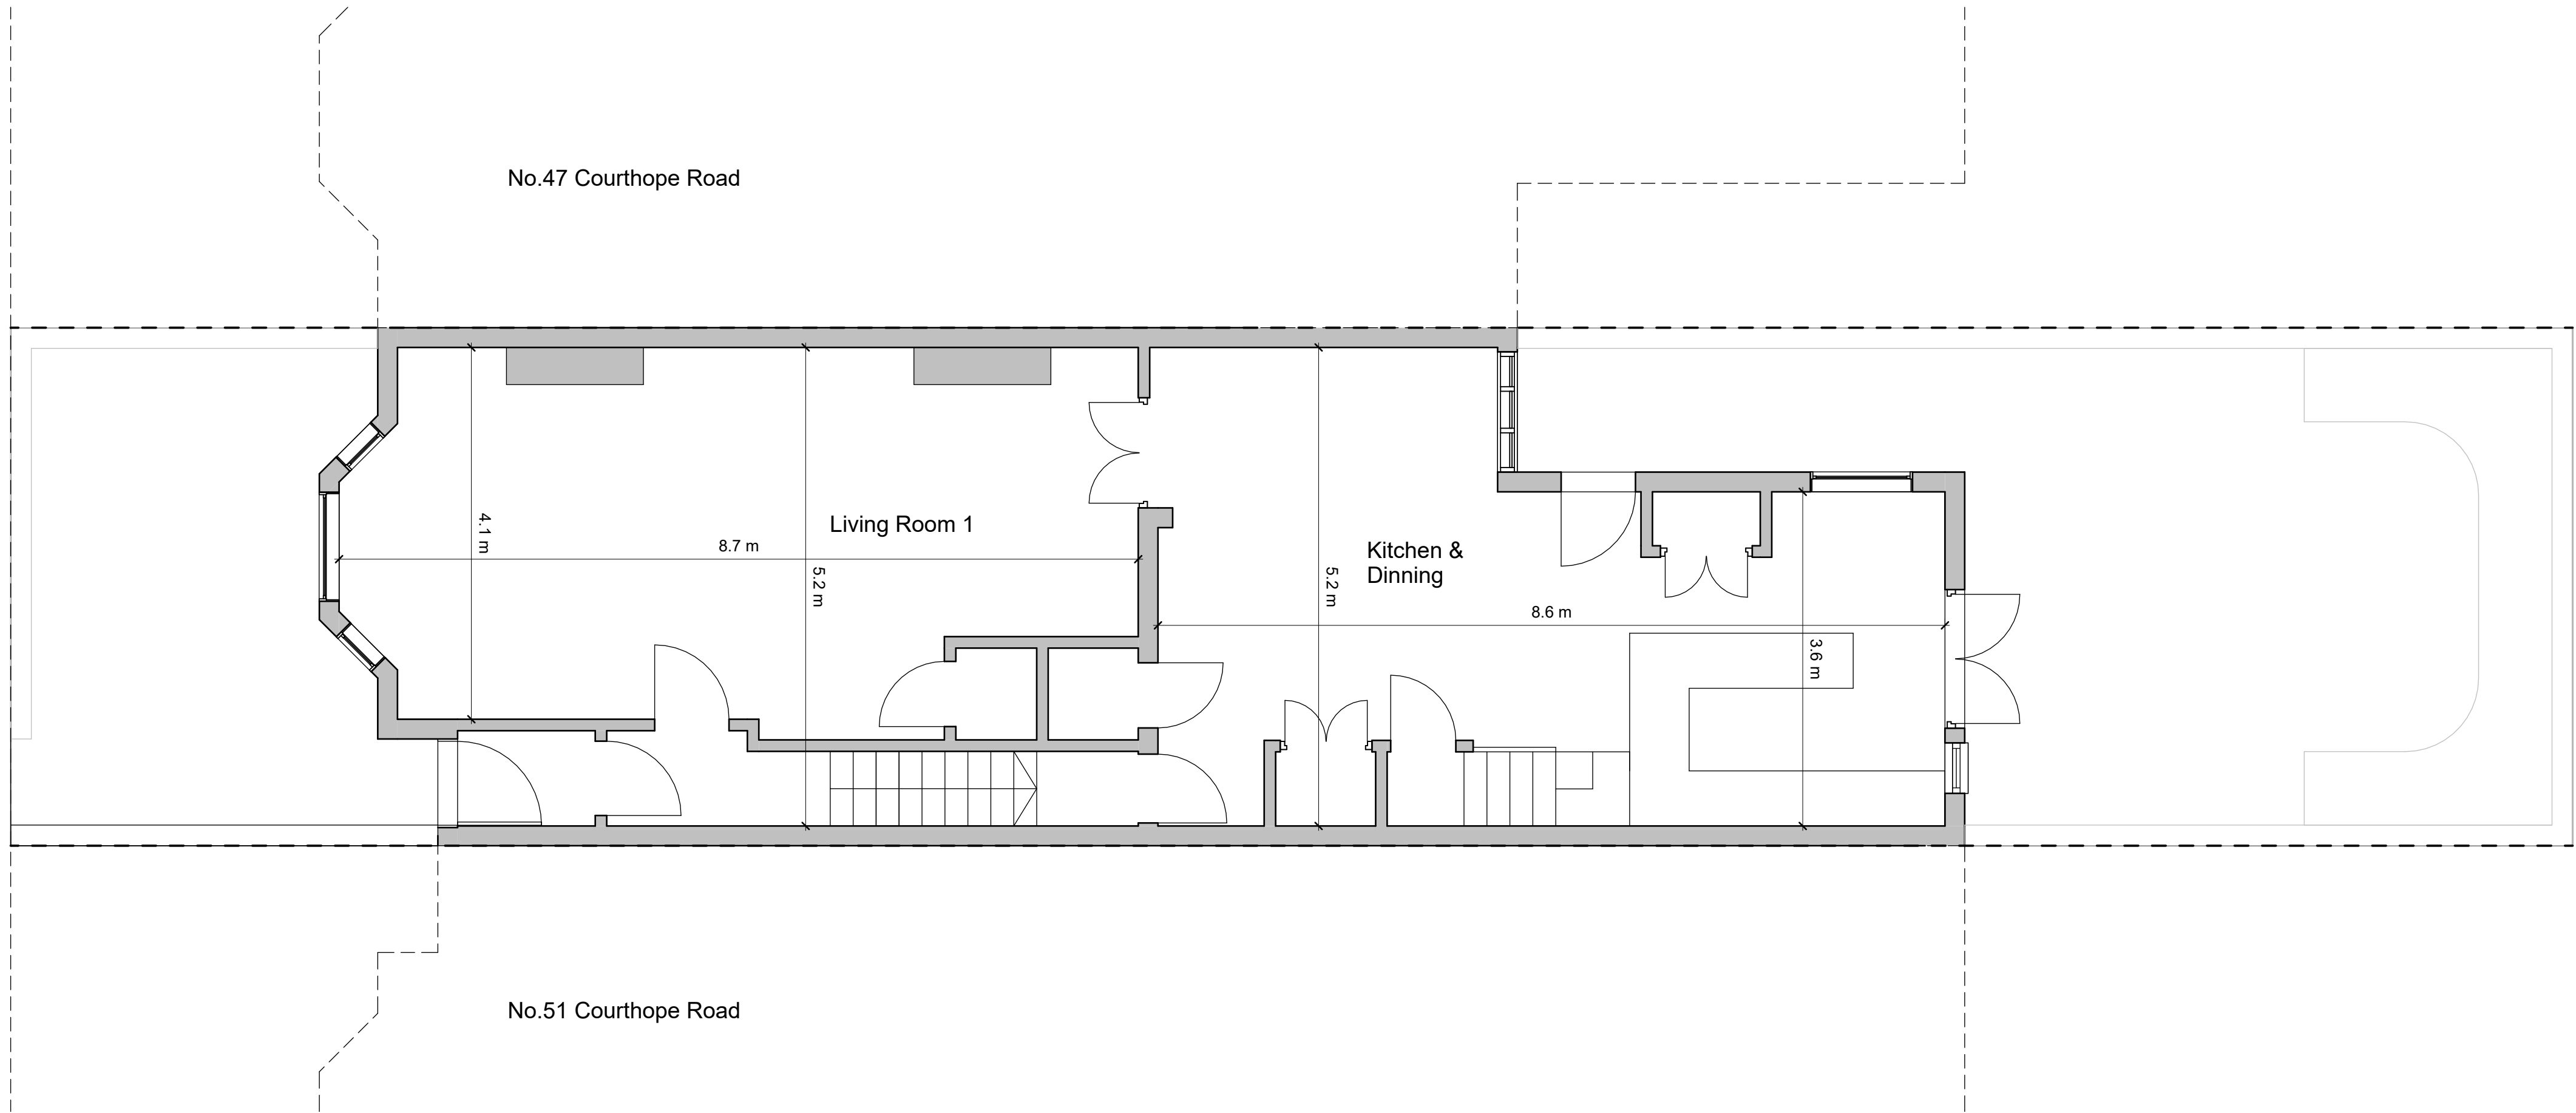 No.47 Courthope Road
Living Room 1
4.1 m
8.7 m
5.2 m
Kitchen &
Dinning
5.2 m
8.6 m
3.6 m
No.51 Courthope Road